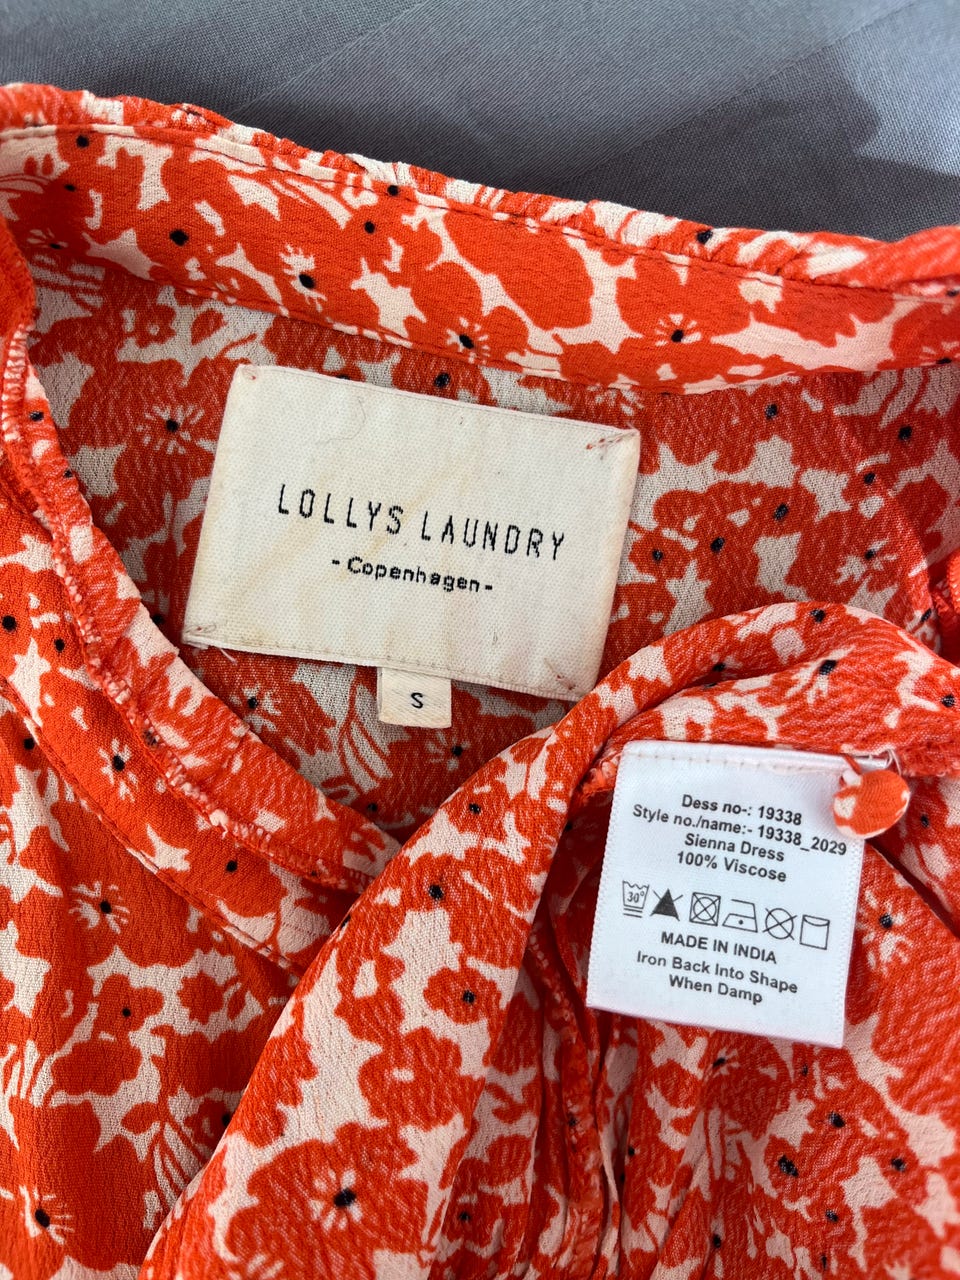 LOLLYS LAUNDRY
-Copenhagen-
S
Dess no-: 19338
Style no./name:- 19338_2029
Sienna Dress
100% Viscose
30°
MADE IN INDIA
Iron Back Into Shape
When Damp